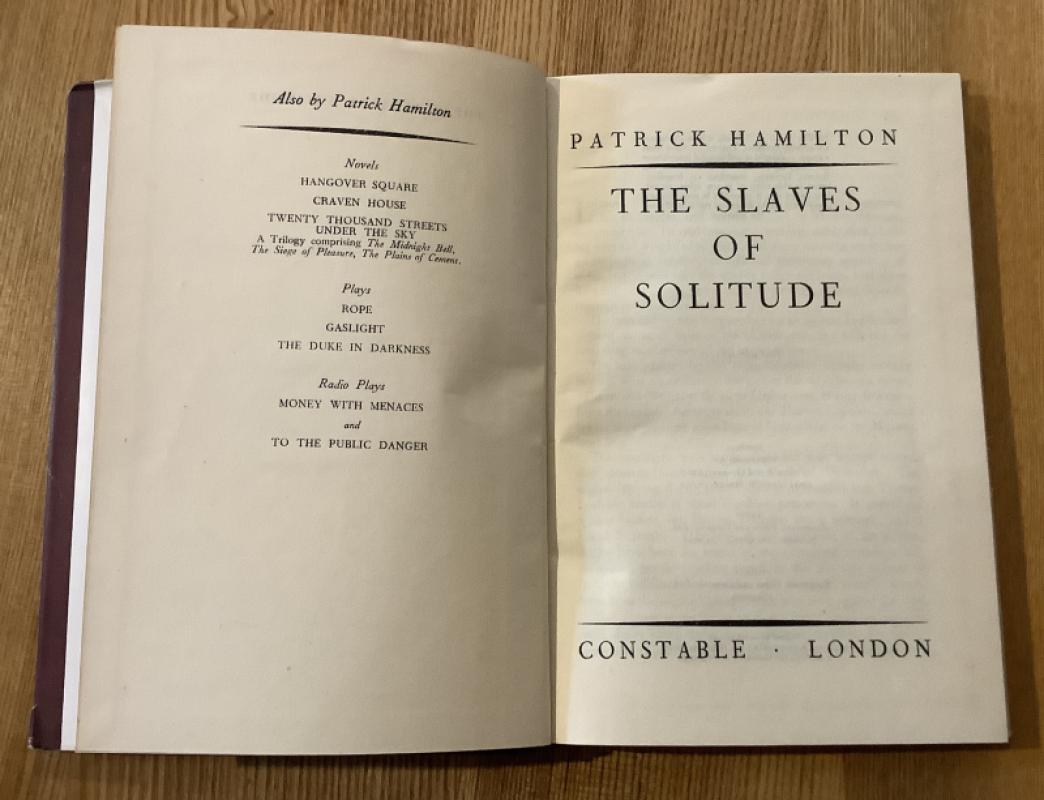 Also by Patrick Hamilton
Novels
HANGOVER SQUARE
CRAVEN HOUSE
TWENTY THOUSAND STREETS
UNDER THE SKY
A Trilogy comprising The Midnight Bell,
The Siege of Pleasure, The Plains of Cement.
Plays
ROPE
GASLIGHT
THE DUKE IN DARKNESS
Radio Plays
MONEY WITH MENACES
and
TO THE PUBLIC DANGER
PATRICK HAMILTON
THE SLAVES
OF
SOLITUDE
CONSTABLE · LONDON